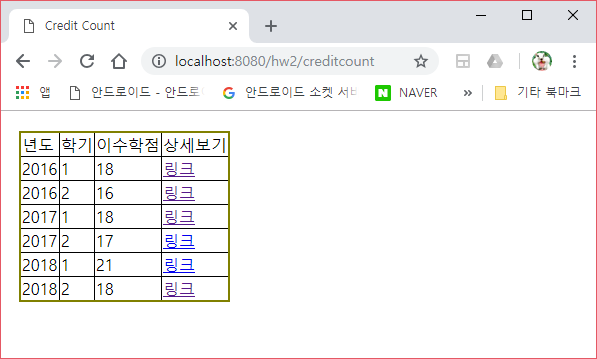 Credit Count
localhost:8080/hw2/creditcount
앱 안드로이드 - 안드로 안드로이드 소켓 서 NAVER » 기타 북마크
년도 학기 이수학점 상세보기
2016 1 18 링크
2016 2 16 링크
2017 1 18 링크
2017 2 17 링크
2018 1 21 링크
2018 2 18 링크